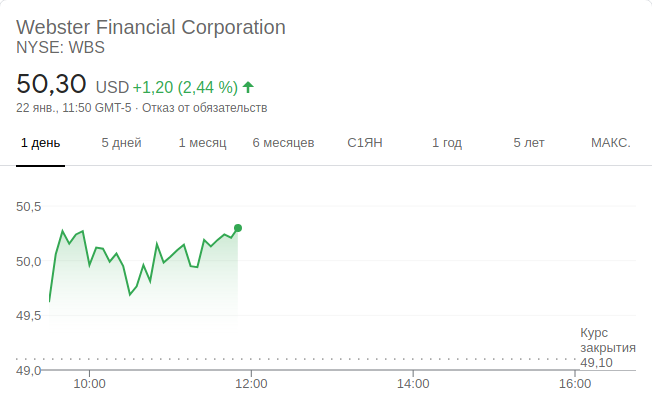 Webster Financial Corporation
NYSE: WBS
50,30 USD +1,20 (2,44 %)
22 янв., 11:50 GMT-5 · Отказ от обязательств
1 день 5 дней 1 месяц 6 месяцев С1ЯН 1 год 5 лет МАКС.
50,5
50,0
49,5
Курс
закрытия
49,10
49,0
10:00 12:00 14:00 16:00